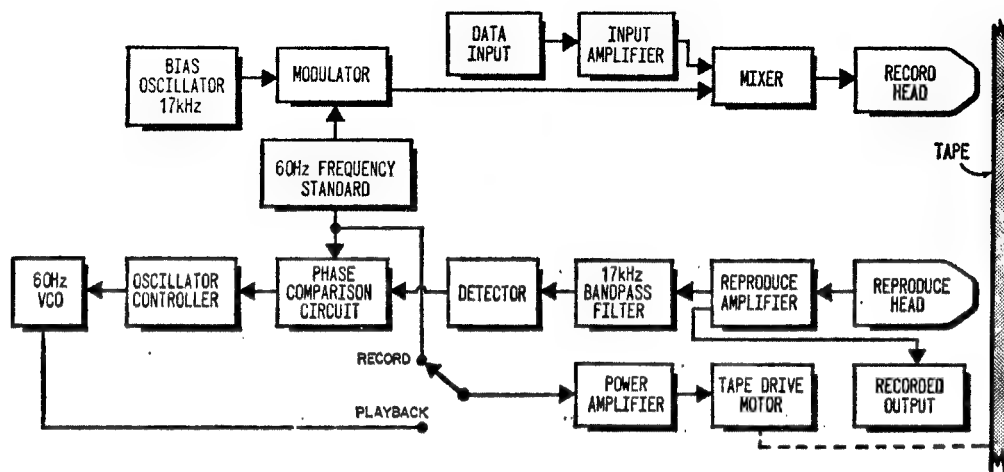 BIAS
OSCILLATOR
17kHz
MODULATOR
DATA
INPUT
INPUT
AMPLIFIER
MIXER
RECORD
HEAD
60Hz FREQUENCY
STANDARD
TAPE
60Hz
VCO
OSCILLATOR
CONTROLLER
PHASE
COMPARISON
CIRCUIT
DETECTOR
17kHz
BANDPASS
FILTER
REPRODUCE
AMPLIFIER
REPRODUCE
HEAD
RECORD
PLAYBACK
POWER
AMPLIFIER
TAPE DRIVE
MOTOR
RECORDED
OUTPUT